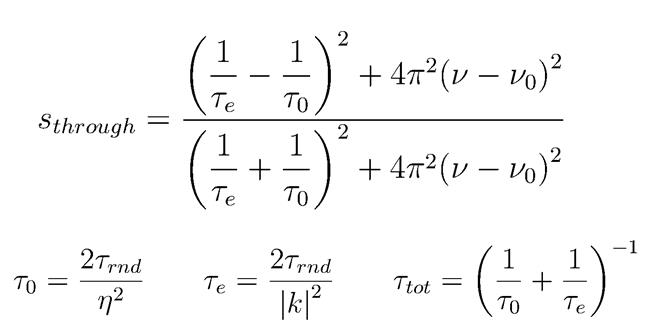 s_{through} = \frac{\left(\frac{1}{\tau_e} - \frac{1}{\tau_0}\right)^2 + 4\pi^2(\nu - \nu_0)^2}{\left(\frac{1}{\tau_e} + \frac{1}{\tau_0}\right)^2 + 4\pi^2(\nu - \nu_0)^2}
\tau_0 = \frac{2\tau_{rnd}}{\eta^2} \qquad \tau_e = \frac{2\tau_{rnd}}{|k|^2} \qquad \tau_{tot} = \left(\frac{1}{\tau_0} + \frac{1}{\tau_e}\right)^{-1}